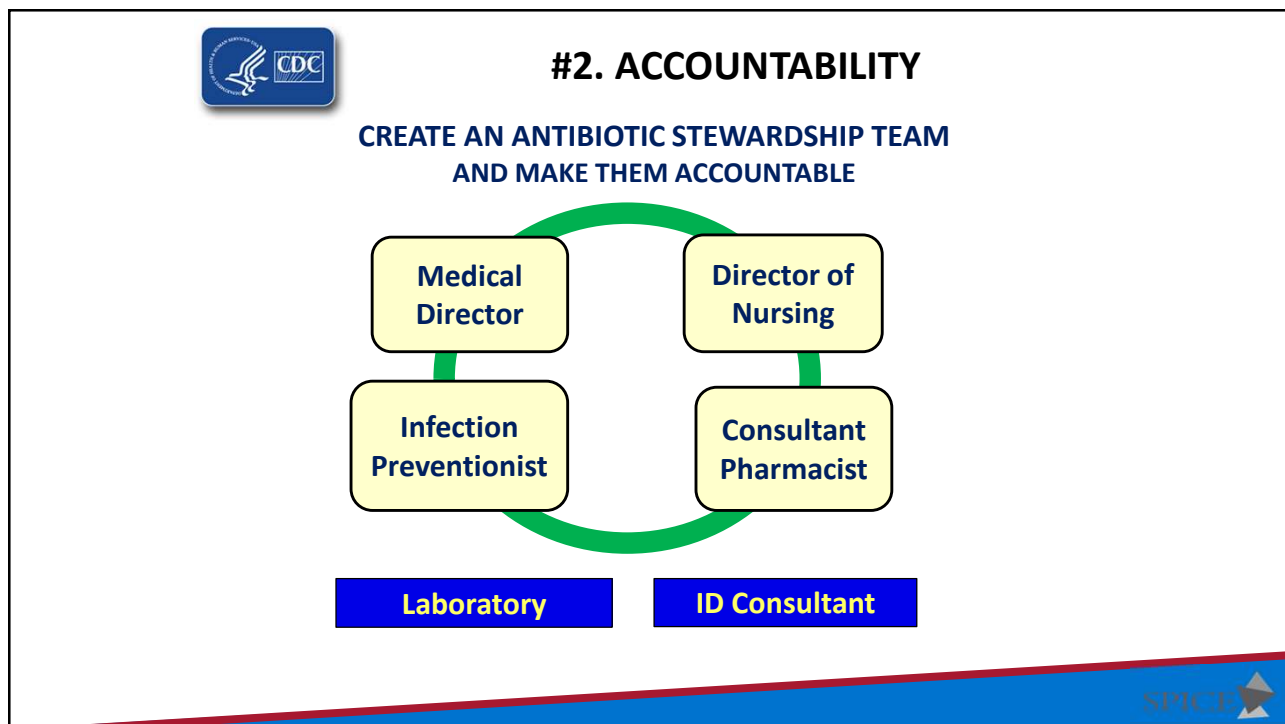 CDC
#2. ACCOUNTABILITY
CREATE AN ANTIBIOTIC STEWARDSHIP TEAM
AND MAKE THEM ACCOUNTABLE
Medical
Director
Director of
Nursing
Infection
Preventionist
Consultant
Pharmacist
Laboratory
ID Consultant
SPICE